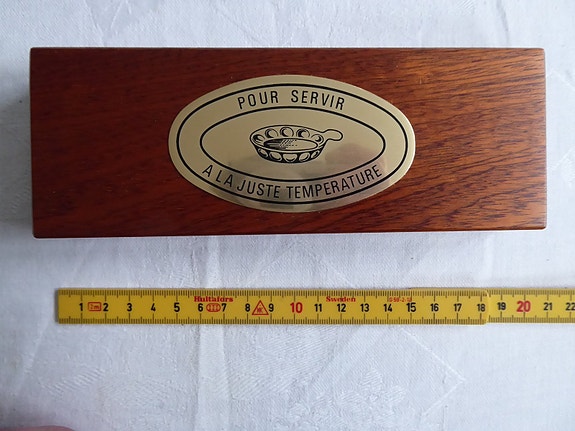 POUR SERVIR
A LA JUSTE TEMPERATURE
Hultafors Sweden
1 2 3 4 5 6 7 8 9 10 11 12 13 14 15 16 17 18 19 20 21 22